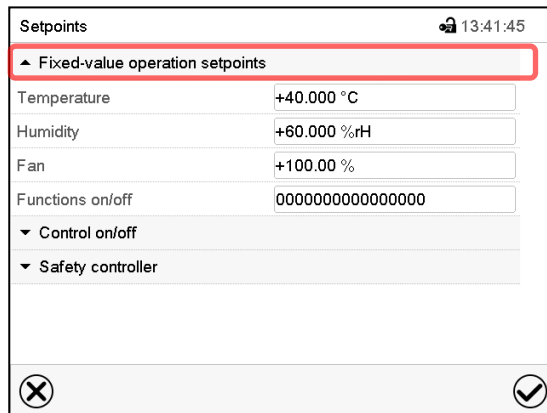 Setpoints 13:41:45
Fixed-value operation setpoints
Temperature +40.000 °C
Humidity +60.000 %rH
Fan +100.00 %
Functions on/off 0000000000000000
Control on/off
Safety controller